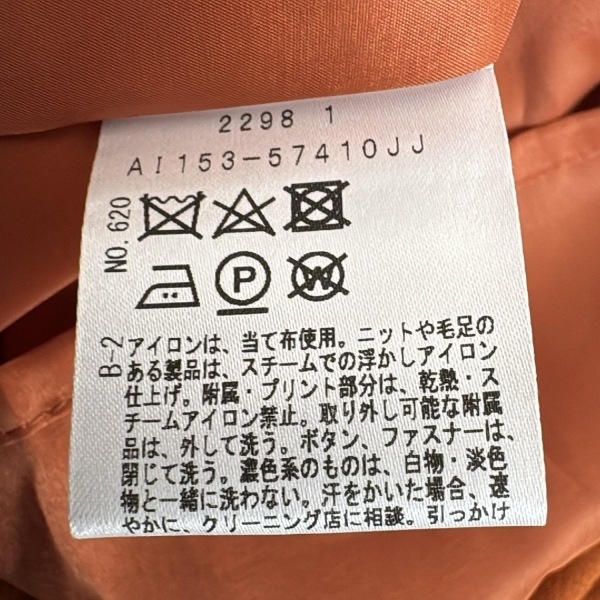 2298 1
AI153-57410JJ
NO. 620
P
W
B-2
アイロンは、当て布使用。ニットや毛足の
ある製品は、スチームでの浮かしアイロン
仕上げ。附属・プリント部分は、乾熱・ス
チームアイロン禁止。取り外し可能な附属
品は、外して洗う。ボタン、ファスナーは、
閉じて洗う。濃色系のものは、白物・淡色
物と一緒に洗わない。汗をかいた場合、速
やかに、クリーニング店に相談。引っかけ